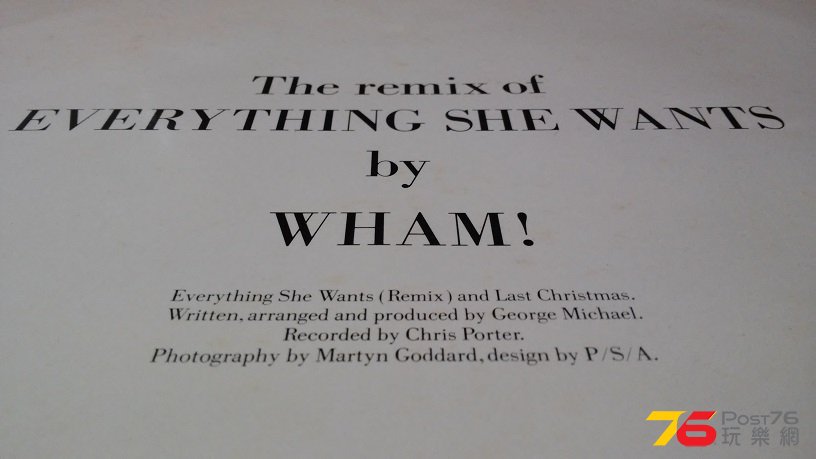 The remix of
EVERYTHING SHE WANTS
by
WHAM!
Everything She Wants (Remix) and Last Christmas.
Written, arranged and produced by George Michael.
Recorded by Chris Porter.
Photography by Martyn Goddard, design by P/S/A.
76 Post76
玩樂網